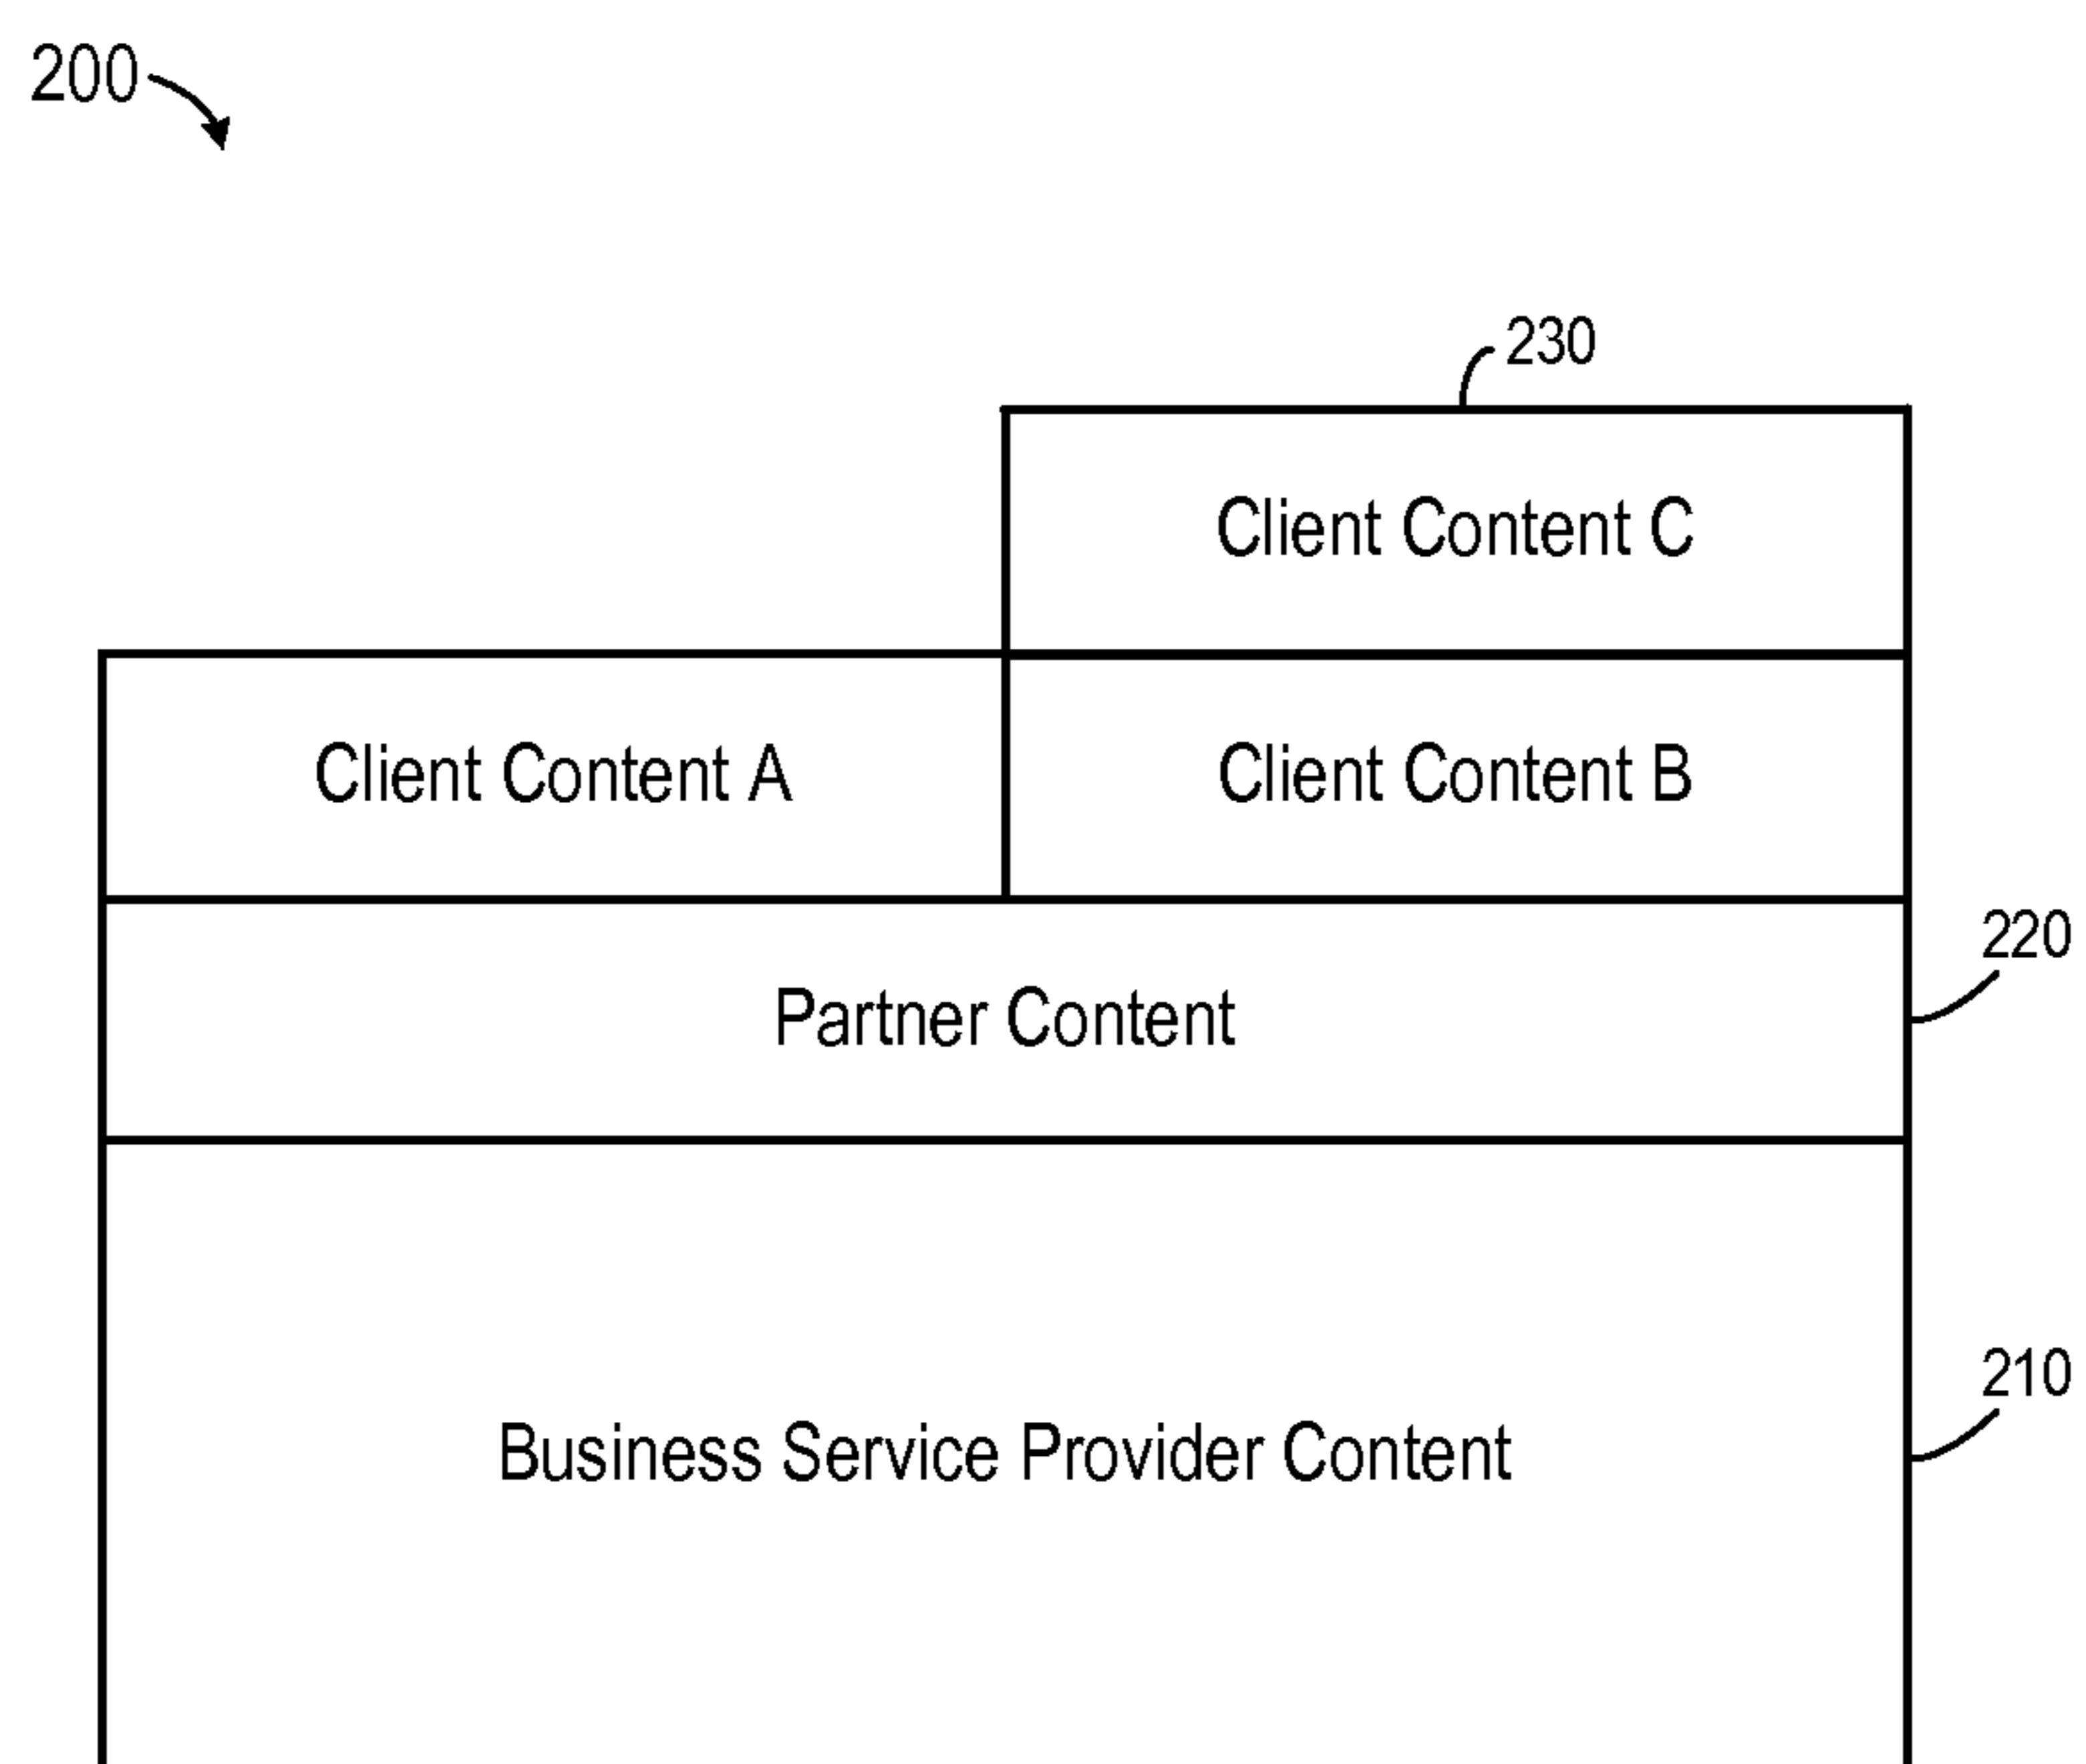 200
230
Client Content C
Client Content A
Client Content B
220
Partner Content
210
Business Service Provider Content